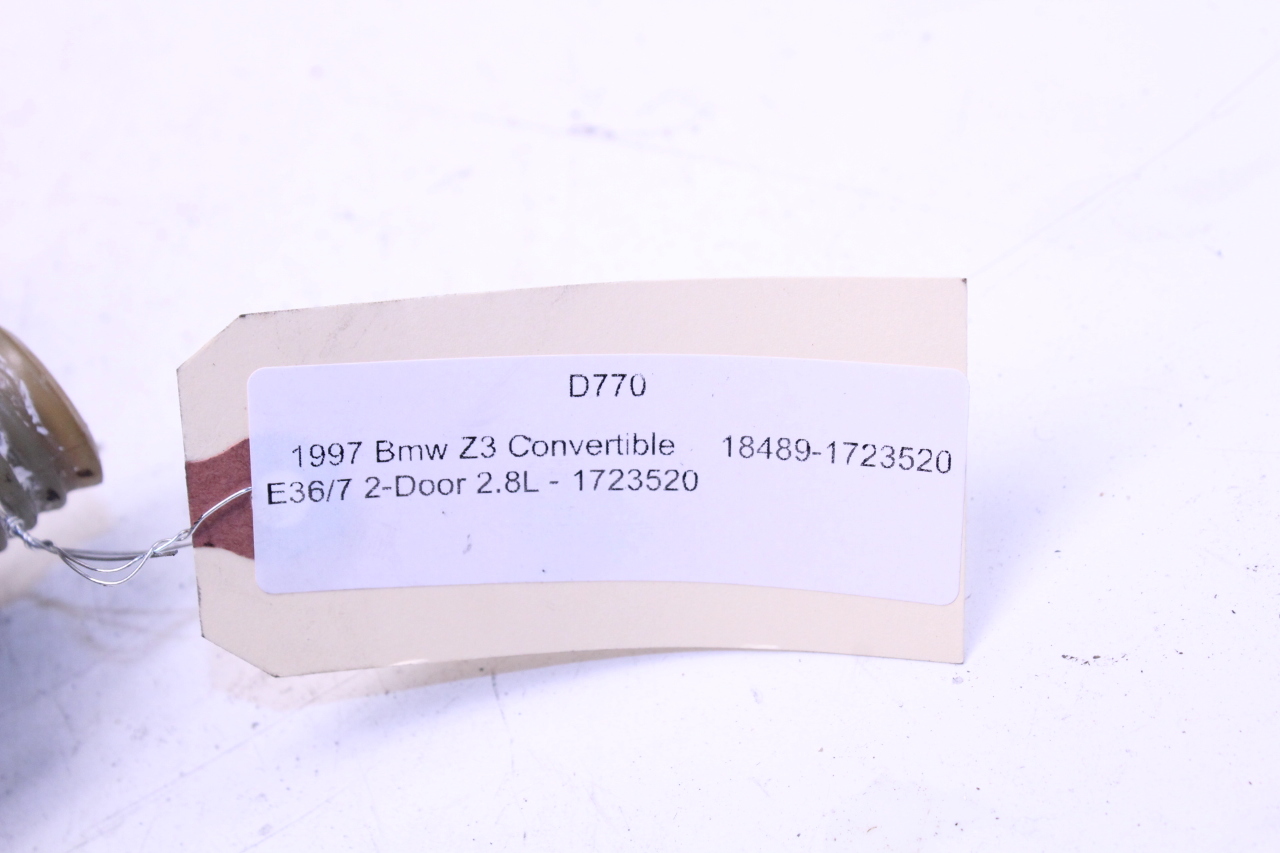 D770
1997 Bmw Z3 Convertible 18489-1723520
E36/7 2-Door 2.8L - 1723520